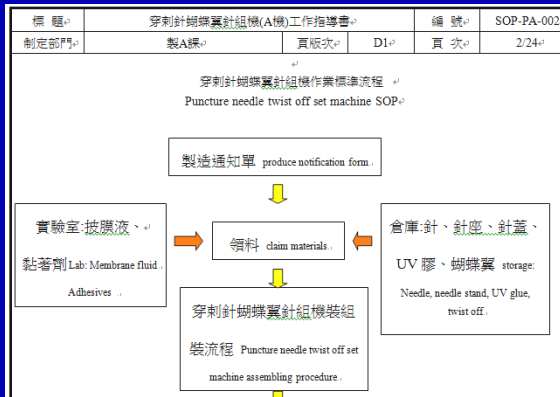 標 題 穿刺針蝴蝶翼針組機(A機)工作指導書 編 號 SOP-PA-002
制定部門 製A課 頁版次 D1 頁 次 2/24
穿刺針蝴蝶翼針組機作業標準流程
Puncture needle twist off set machine SOP
製造通知單 produce notification form.
實驗室:披膜液、
黏著劑 Lab: Membrane fluid.
Adhesives .
領料 claim materials.
倉庫:針、針座、針蓋、
UV 膠、蝴蝶翼 storage:
Needle, needle stand, UV glue,
twist off.
穿刺針蝴蝶翼針組機裝組
裝流程 Puncture needle twist off set
machine assembling procedure.